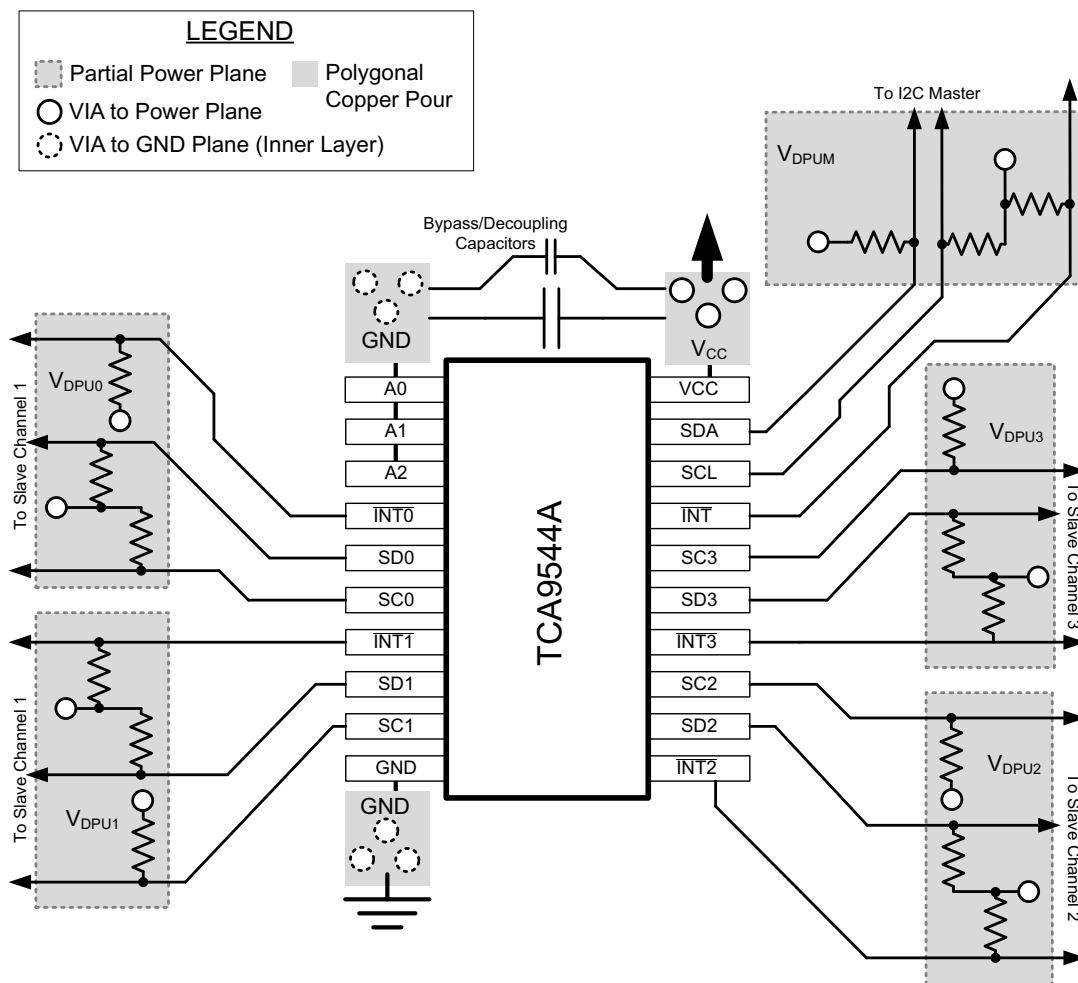 LEGEND
Partial Power Plane
Polygonal
Copper Pour
VIA to Power Plane
VIA to GND Plane (Inner Layer)
To I2C Master
VDPUM
Bypass/Decoupling
Capacitors
GND
VCC
VDPU0
To Slave Channel 1
VDPU1
To Slave Channel 1
A0
A1
A2
INT0
SD0
SC0
INT1
SD1
SC1
GND
GND
TCA9544A
VCC
SDA
SCL
INT
SC3
SD3
INT3
SC2
SD2
INT2
VDPU3
To Slave Channel 3
VDPU2
To Slave Channel 2